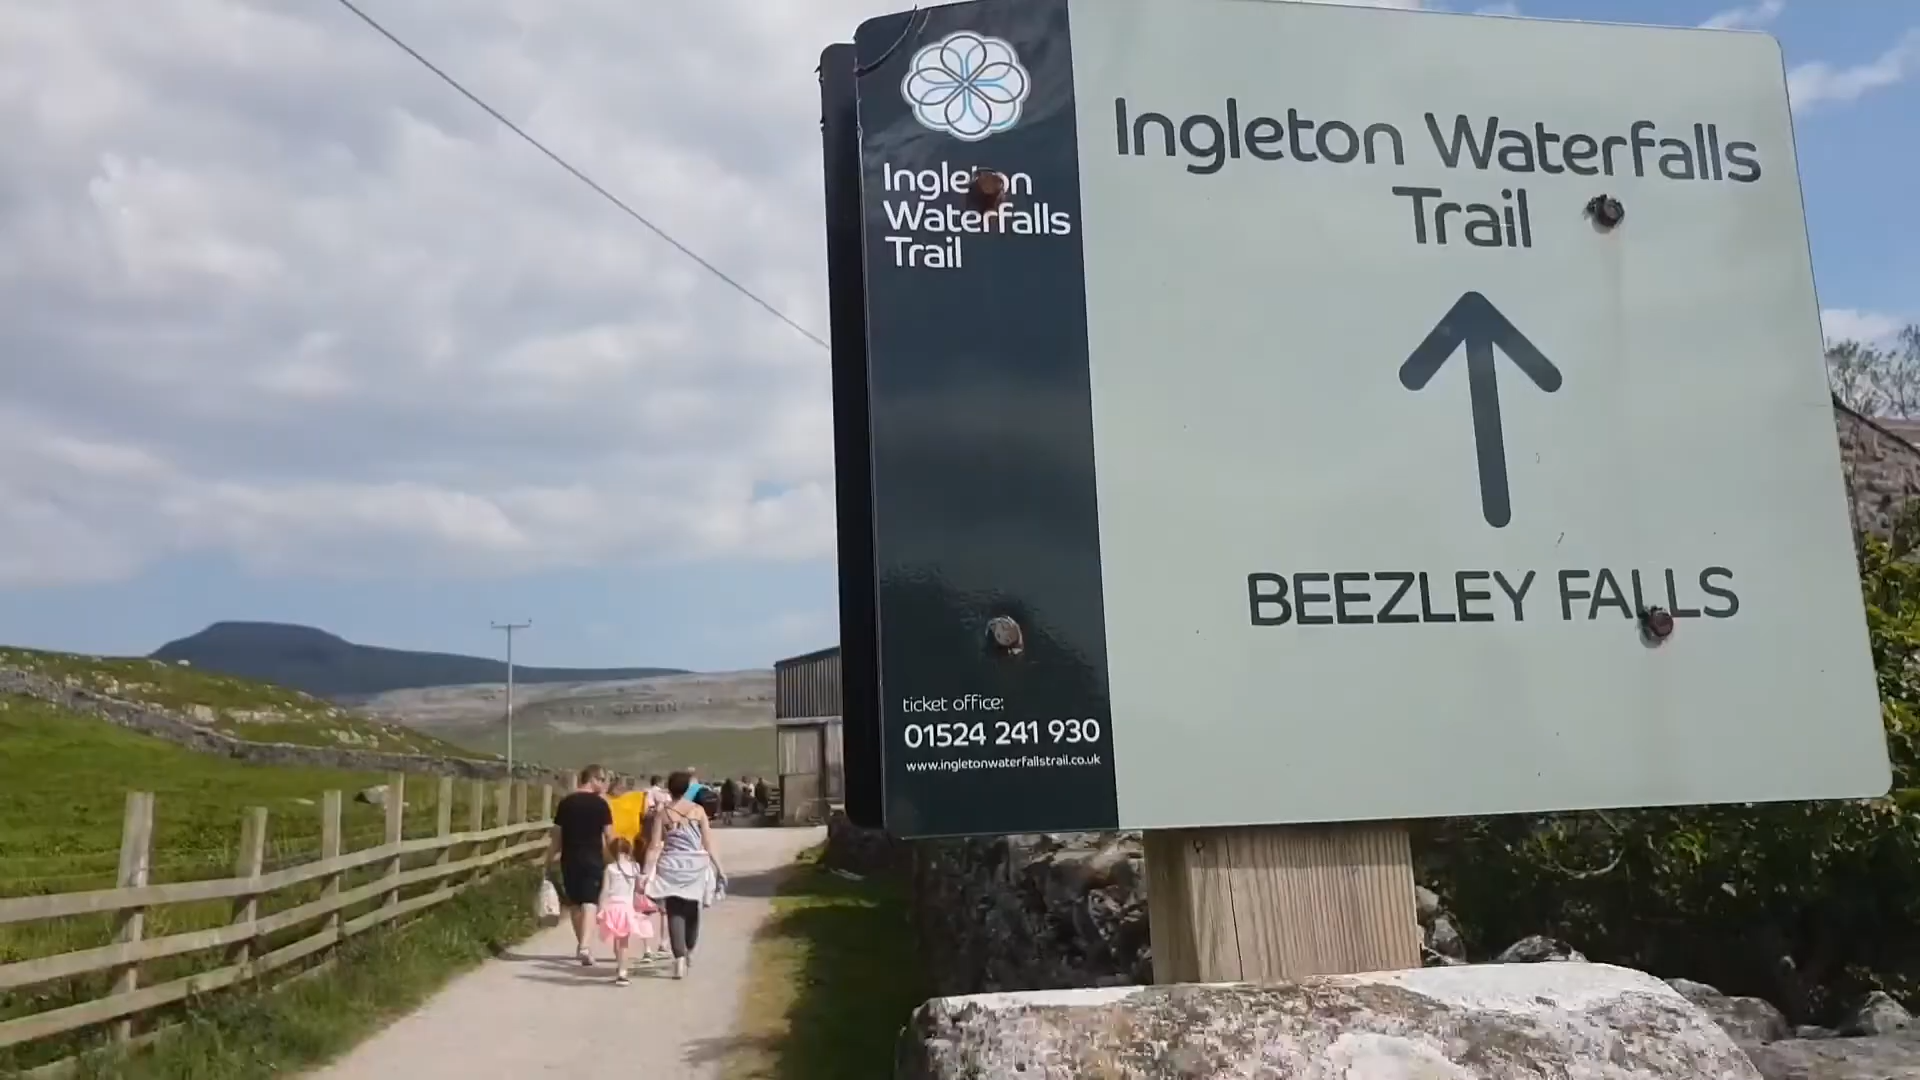 Ingleton
Waterfalls
Trail
ticket office:
01524 241 930
www.ingletonwaterfallstrail.co.uk
Ingleton Waterfalls
Trail
BEEZLEY FALLS